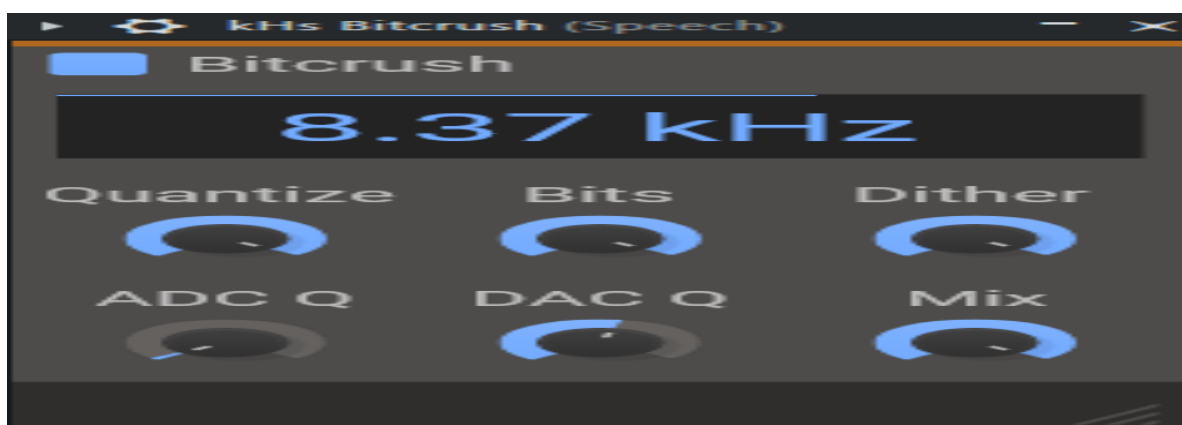 kHs Bitcrush (Speech)
Bitcrush
8.37 kHz
Quantize Bits Dither
ADC Q DAC Q Mix